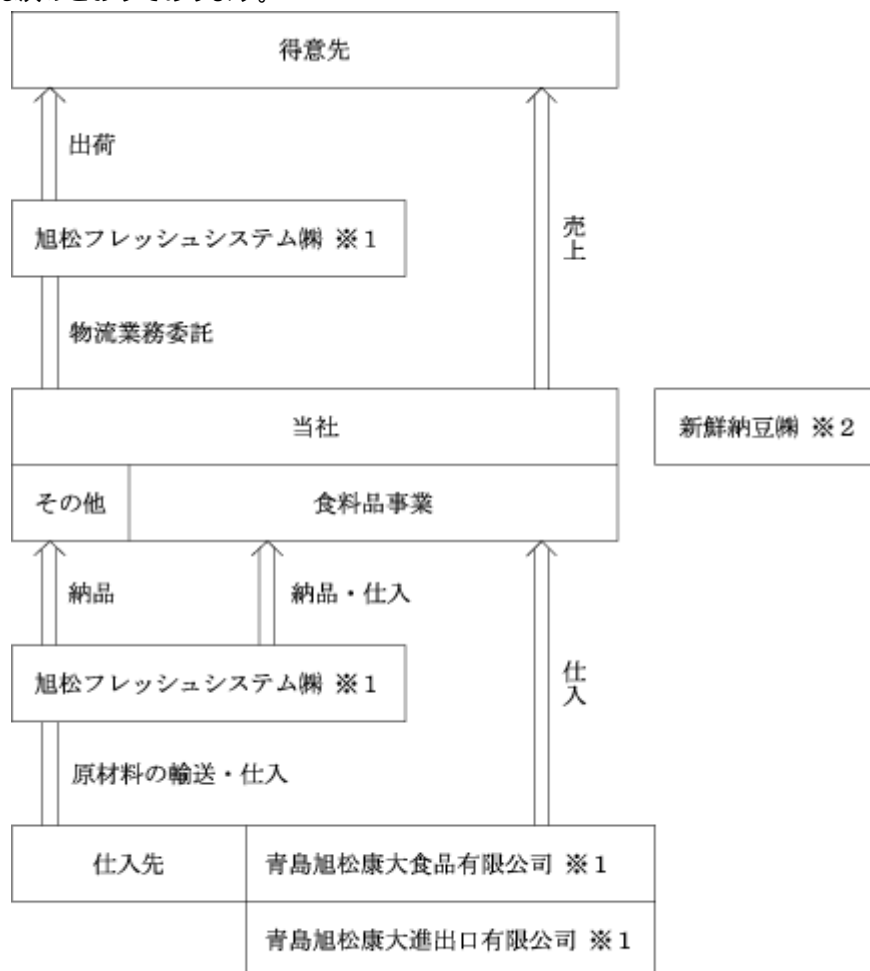 得意先
出荷
旭松フレッシュシステム㈱ ※1
売上
物流業務委託
当社
新鮮納豆㈱ ※2
その他
食料品事業
納品
納品・仕入
旭松フレッシュシステム㈱ ※1
仕入
原材料の輸送・仕入
仕入先
青島旭松康大食品有限公司 ※1
青島旭松康大進出口有限公司 ※1